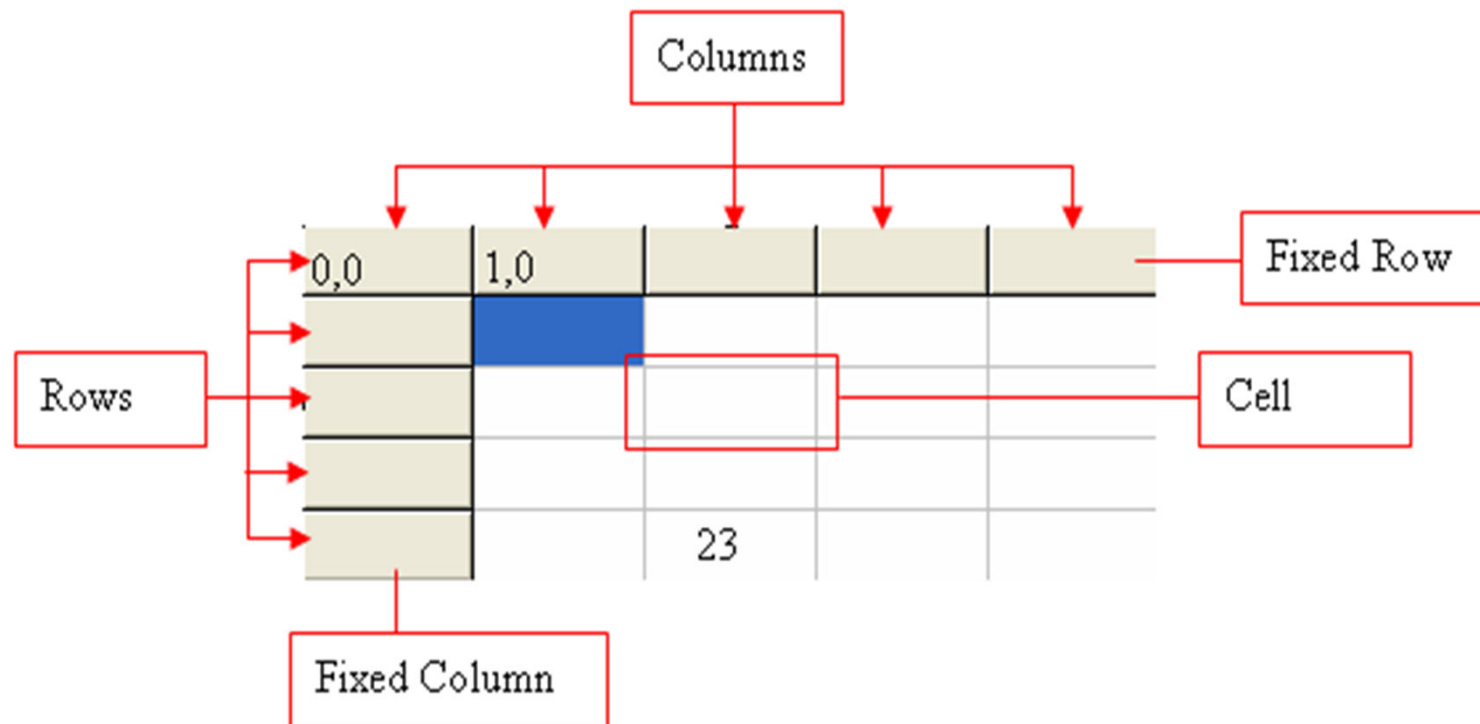 Columns
0,0
1,0
Fixed Row
Rows
Cell
23
Fixed Column